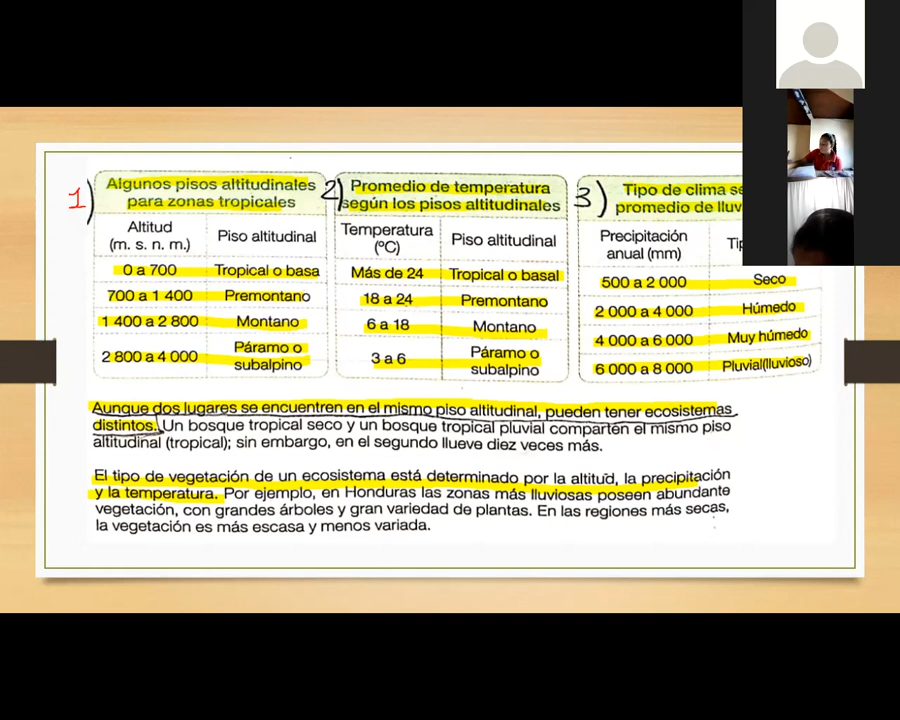 1)
Algunos pisos altitudinales
para zonas tropicales
Altitud
(m. s. n. m.)
Piso altitudinal
0 a 700 Tropical o basa
700 a 1 400 Premontano
1 400 a 2 800 Montano
2 800 a 4 000 Páramo o
subalpino
2)
Promedio de temperatura
según los pisos altitudinales
Temperatura
(ºC)
Piso altitudinal
Más de 24 Tropical o basal
18 a 24 Premontano
6 a 18 Montano
3 a 6 Páramo o
subalpino
3)
Tipo de clima
promedio de
Precipitación
anual (mm)
500 a 2 000 Seco
2 000 a 4 000 Húmedo
4 000 a 6 000 Muy húmedo
6 000 a 8 000 Pluvial(lluvioso)
Aunque dos lugares se encuentren en el mismo piso altitudinal, pueden tener ecosistemas
distintos. Un bosque tropical seco y un bosque tropical pluvial comparten el mismo piso
altitudinal (tropical); sin embargo, en el segundo llueve diez veces más.
El tipo de vegetación de un ecosistema está determinado por la altitud, la precipitación
y la temperatura. Por ejemplo, en Honduras las zonas más lluviosas poseen abundante
vegetación, con grandes árboles y gran variedad de plantas. En las regiones más secas,
la vegetación es más escasa y menos variada.